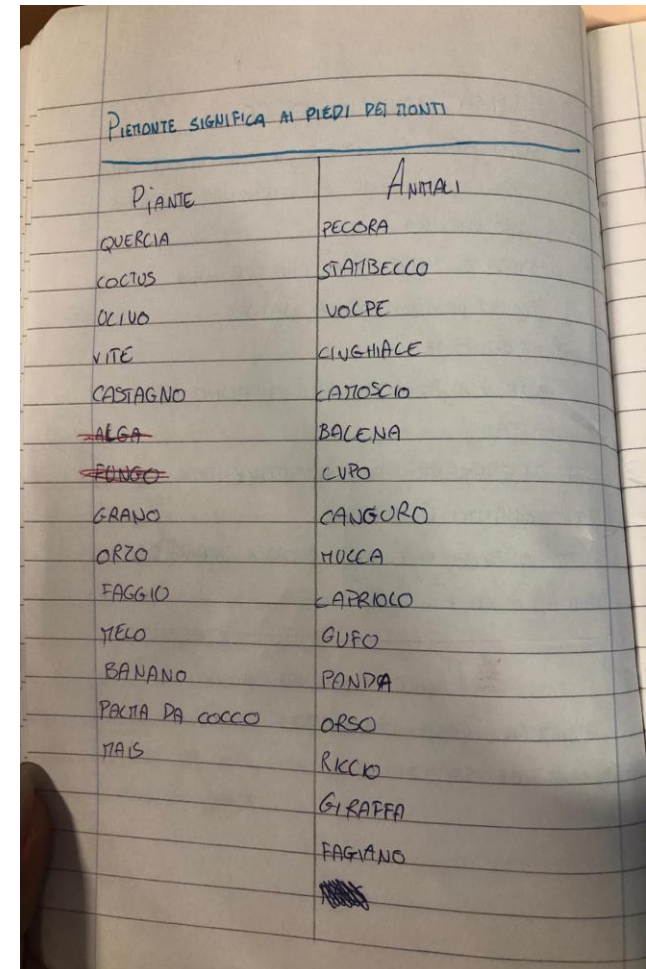 PIEMONTE SIGNIFICA AI PIEDI DEI MONTI
PIANTE
ANIMALI
QUERCIA
PECORA
COCTUS
STAMBECCO
ULIVO
VOLPE
VITE
CINGHIALE
CASTAGNO
CAMOSCIO
ALGA
BALENA
FUNGO
LUPO
GRANO
CANGURO
ORZO
MUCCA
FAGGIO
CAPRIOLO
MELO
GUFO
BANANO
PANDA
PALMA DA COCCO
ORSO
MAIS
RICCIO
GIRAFFA
FAGIANO